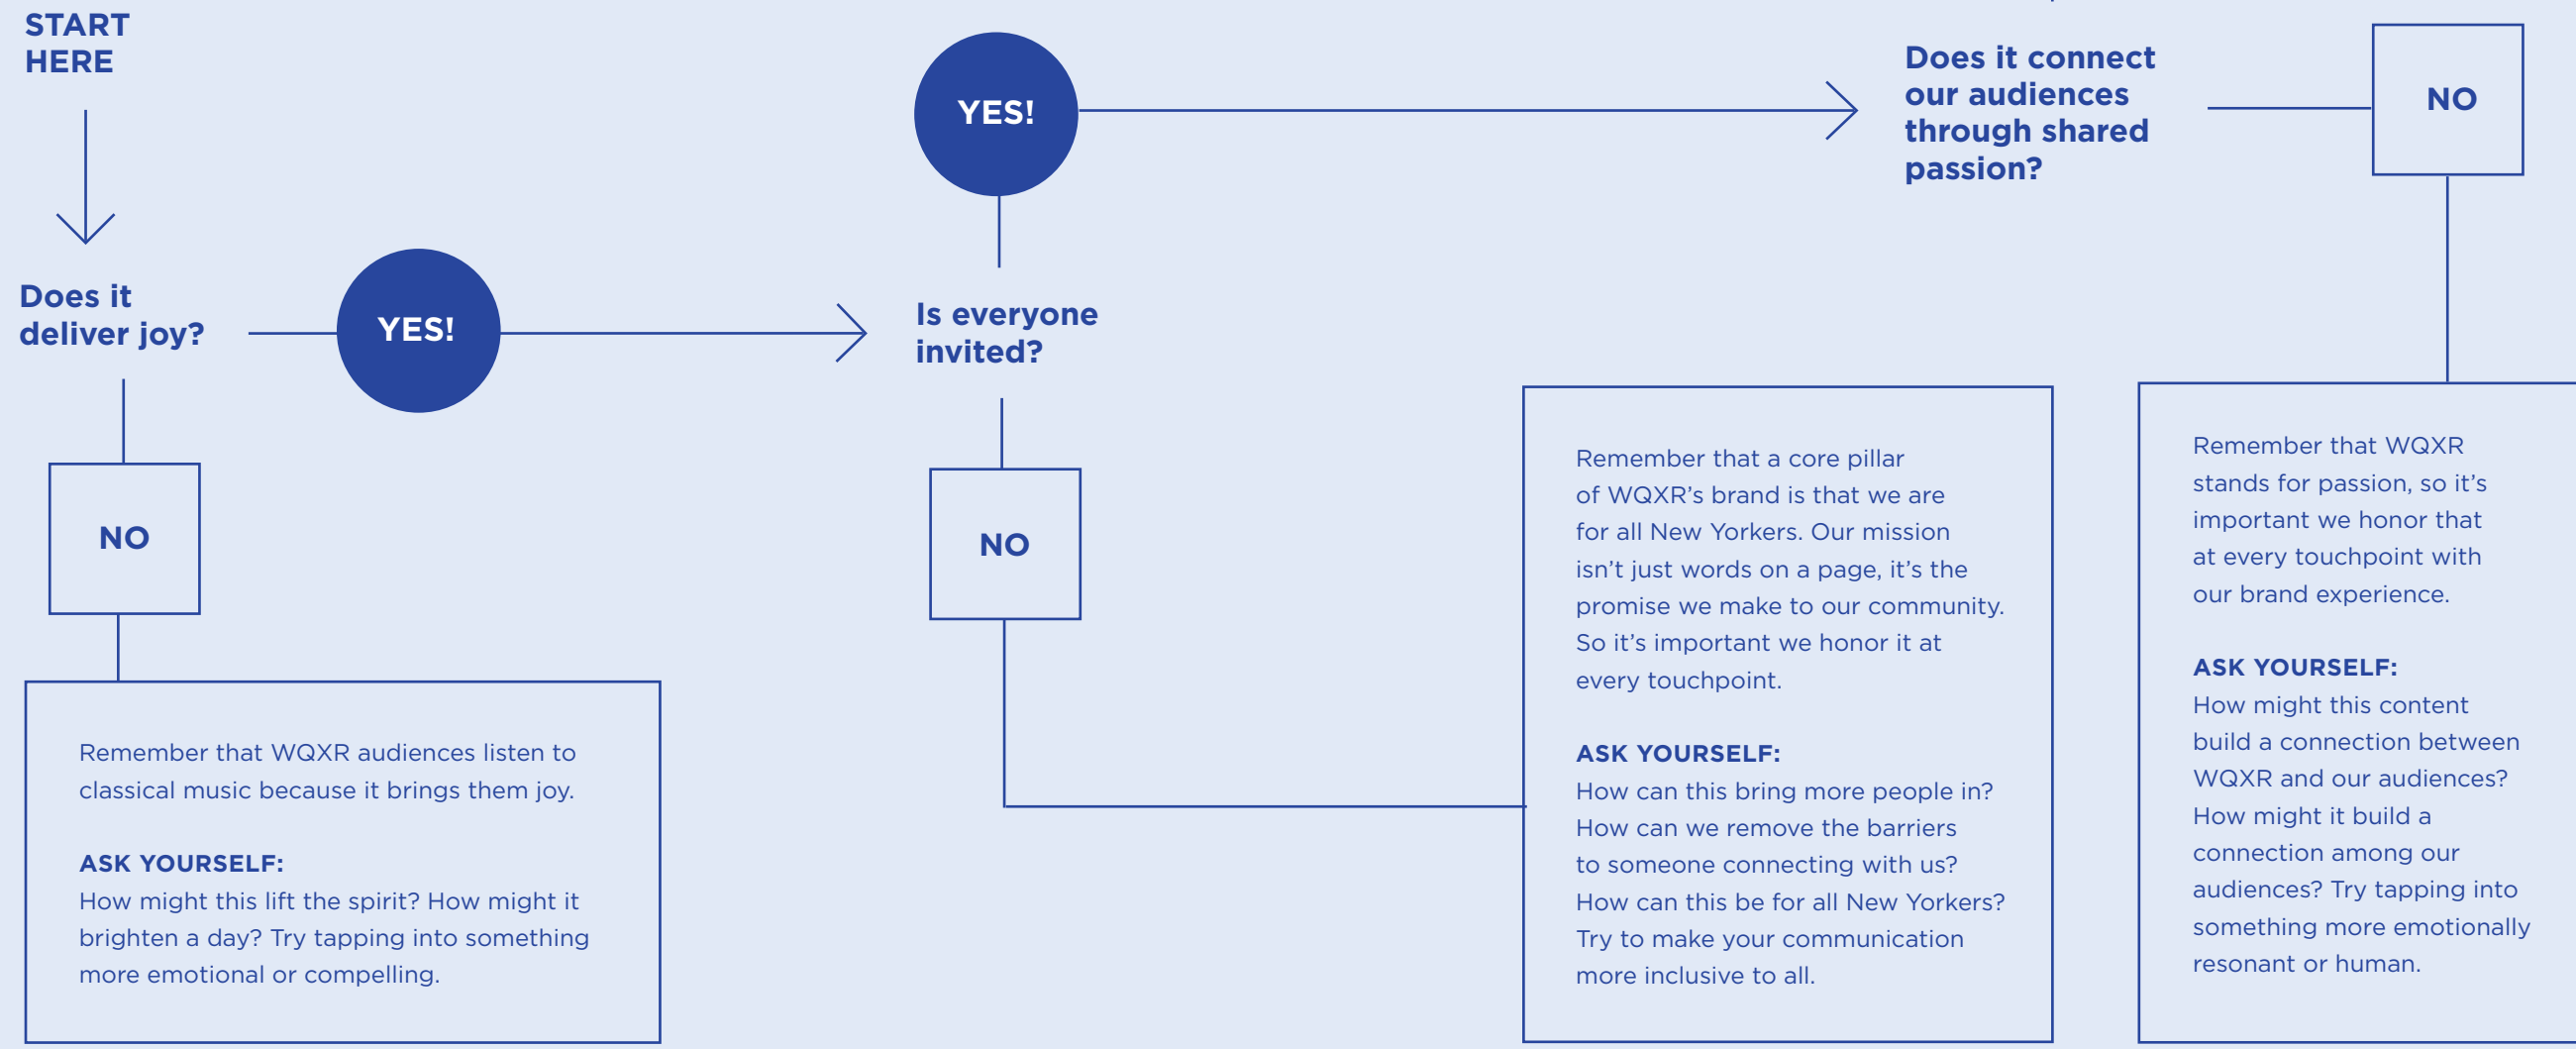 START
HERE
Does it
deliver joy?
YES!
NO
Remember that WQXR audiences listen to
classical music because it brings them joy.
ASK YOURSELF:
How might this lift the spirit? How might it
brighten a day? Try tapping into something
more emotional or compelling.
Is everyone
invited?
YES!
NO
Remember that a core pillar
of WQXR’s brand is that we are
for all New Yorkers. Our mission
isn’t just words on a page, it’s the
promise we make to our community.
So it’s important we honor it at
every touchpoint.
ASK YOURSELF:
How can this bring more people in?
How can we remove the barriers
to someone connecting with us?
How can this be for all New Yorkers?
Try to make your communication
more inclusive to all.
Does it connect
our audiences
through shared
passion?
NO
Remember that WQXR
stands for passion, so it’s
important we honor that
at every touchpoint with
our brand experience.
ASK YOURSELF:
How might this content
build a connection between
WQXR and our audiences?
How might it build a
connection among our
audiences? Try tapping into
something more emotionally
resonant or human.